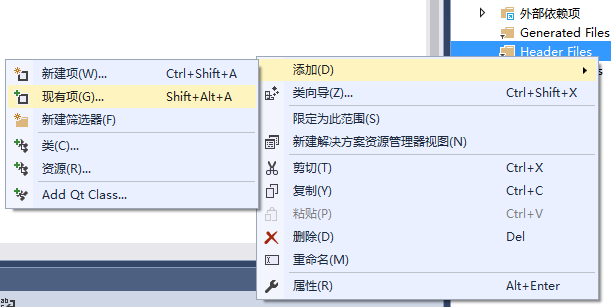 外部依赖项
Generated Files
Header Files
添加(D)
类向导(Z)... Ctrl+Shift+X
限定为此范围(S)
新建解决方案资源管理器视图(N)
剪切(T) Ctrl+X
复制(Y) Ctrl+C
粘贴(P) Ctrl+V
删除(D) Del
重命名(M)
属性(R) Alt+Enter
新建项(W)... Ctrl+Shift+A
现有项(G)... Shift+Alt+A
新建筛选器(F)
类(C)...
资源(R)...
Add Qt Class...